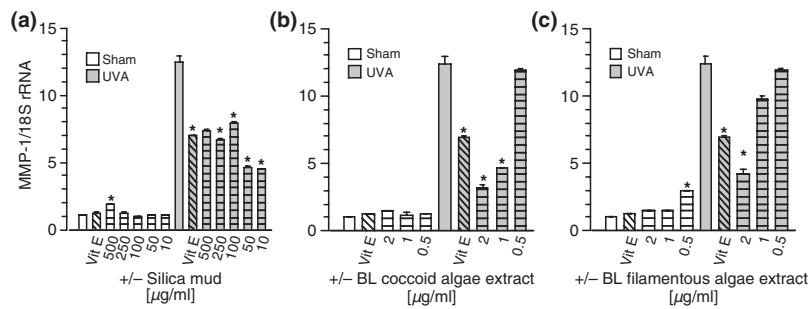 (a)
MMP-1/18S rRNA
15
10
5
0
Sham
UVA
* * * * * *
Vit E 500 250 100 50 10 Vit E 500 250 100 50 10
+/– Silica mud
[µg/ml]
(b)
15
10
5
0
Sham
UVA
* * *
Vit E 2 1 0.5 Vit E 2 1 0.5
+/– BL coccoid algae extract
[µg/ml]
(c)
15
10
5
0
Sham
UVA
* * *
Vit E 2 1 0.5 Vit E 2 1 0.5
+/– BL filamentous algae extract
[µg/ml]